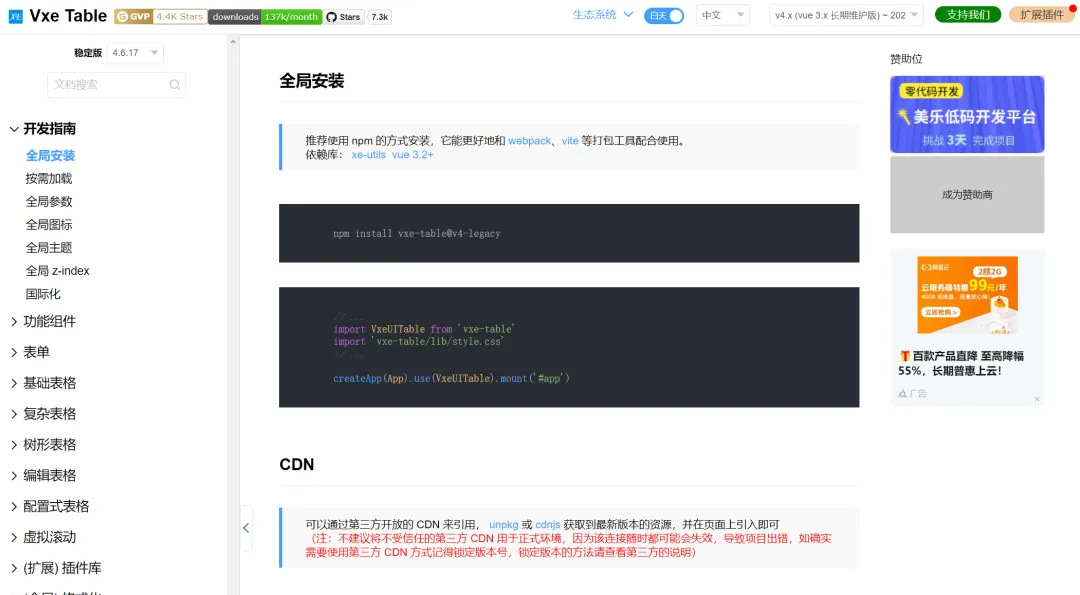 Vxe Table
GVP 4.4K Stars
downloads 137k/month
Stars 7.3k
生态系统
白天
中文
v4.x (vue 3.x 长期维护版) ~ 202
支持我们
扩展插件
稳定版 4.6.17
文档搜索
开发指南
全局安装
按需加载
全局参数
全局图标
全局主题
全局 z-index
国际化
功能组件
表单
基础表格
复杂表格
树形表格
编辑表格
配置式表格
虚拟滚动
(扩展) 插件库
全局安装
推荐使用 npm 的方式安装，它能更好地和 webpack、vite 等打包工具配合使用。
依赖库： xe-utils vue 3.2+
npm install vxe-table@v4-legacy
// ...
import VxeUITable from 'vxe-table'
import 'vxe-table/lib/style.css'
// ...
createApp(App).use(VxeUITable).mount('#app')
CDN
可以通过第三方开放的 CDN 来引用， unpkg 或 cdnjs 获取到最新版本的资源，并在页面上引入即可
（注：不建议将不受信任的第三方 CDN 用于正式环境，因为该连接随时都可能会失效，导致项目出错，如确实
需要使用第三方 CDN 方式记得锁定版本号，锁定版本的方法请查看第三方的说明）
赞助位
零代码开发
美乐低码开发平台
挑战 3天 完成项目
成为赞助商
阿里云
2核2G
云服务器特惠99元/年
立即抢购 >
百款产品直降 至高降幅
55%，长期普惠上云！
广告